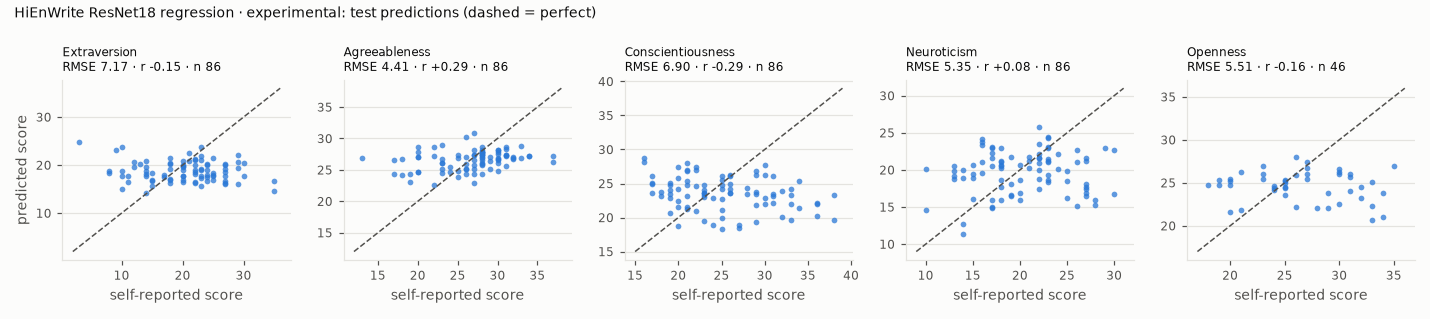 HiEnWrite ResNet18 regression · experimental: test predictions (dashed = perfect)
Extraversion
RMSE 7.17 · r -0.15 · n 86
Agreeableness
RMSE 4.41 · r +0.29 · n 86
Conscientiousness
RMSE 6.90 · r -0.29 · n 86
Neuroticism
RMSE 5.35 · r +0.08 · n 86
Openness
RMSE 5.51 · r -0.16 · n 46
predicted score
30
20
10
10 20 30
self-reported score
35
30
25
20
15
15 20 25 30 35
self-reported score
40
35
30
25
20
15
15 20 25 30 35 40
self-reported score
30
25
20
15
10
10 15 20 25 30
self-reported score
35
30
25
20
20 25 30 35
self-reported score